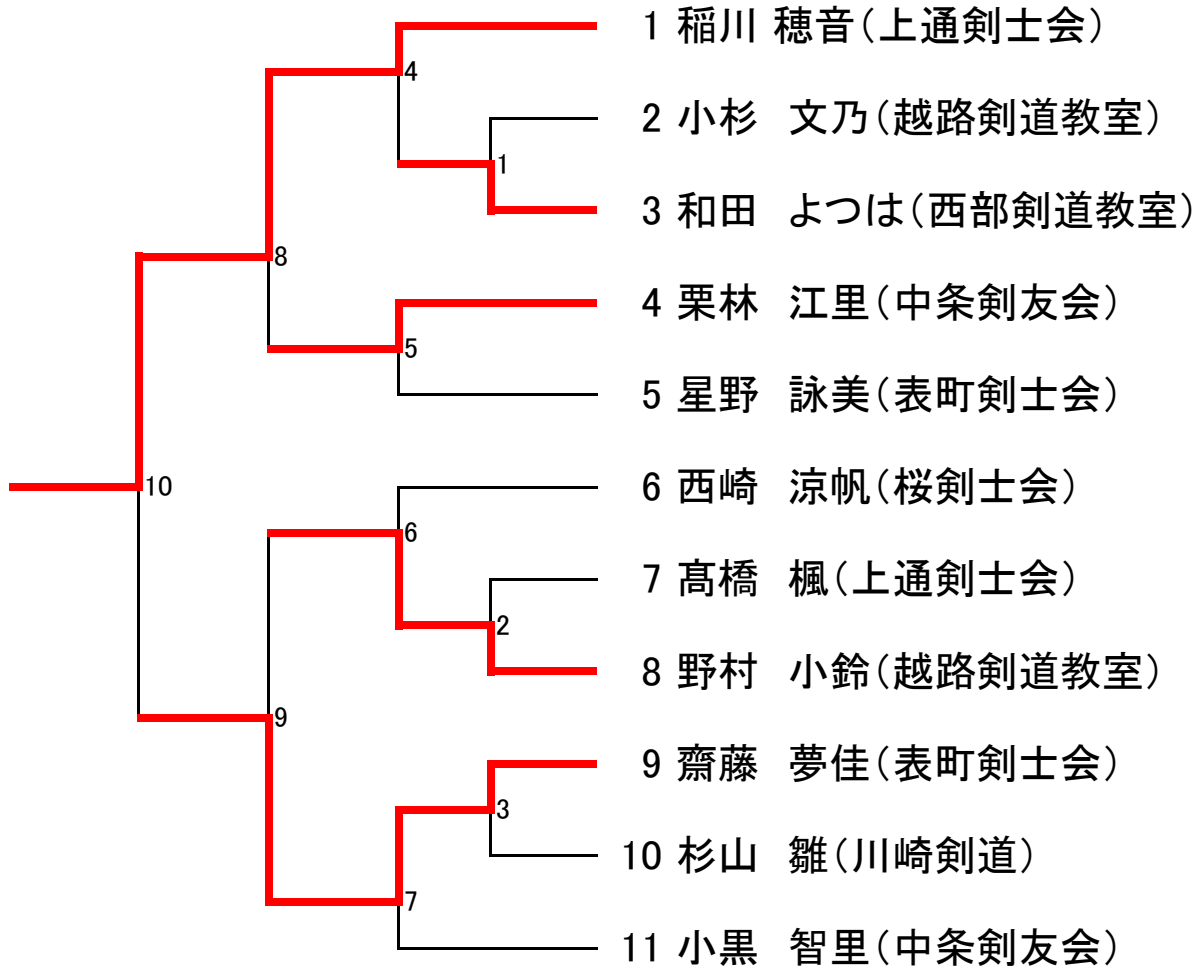 1 稲川 穂音(上通剣士会)
4
2 小杉　文乃(越路剣道教室)
1
3 和田　よつは(西部剣道教室)
8
4 栗林　江里(中条剣友会)
5
5 星野　詠美(表町剣士会)
10
6 西崎　涼帆(桜剣士会)
6
7 髙橋　楓(上通剣士会)
2
8 野村　小鈴(越路剣道教室)
9
9 齋藤　夢佳(表町剣士会)
3
10 杉山　雛(川崎剣道)
7
11 小黒　智里(中条剣友会)